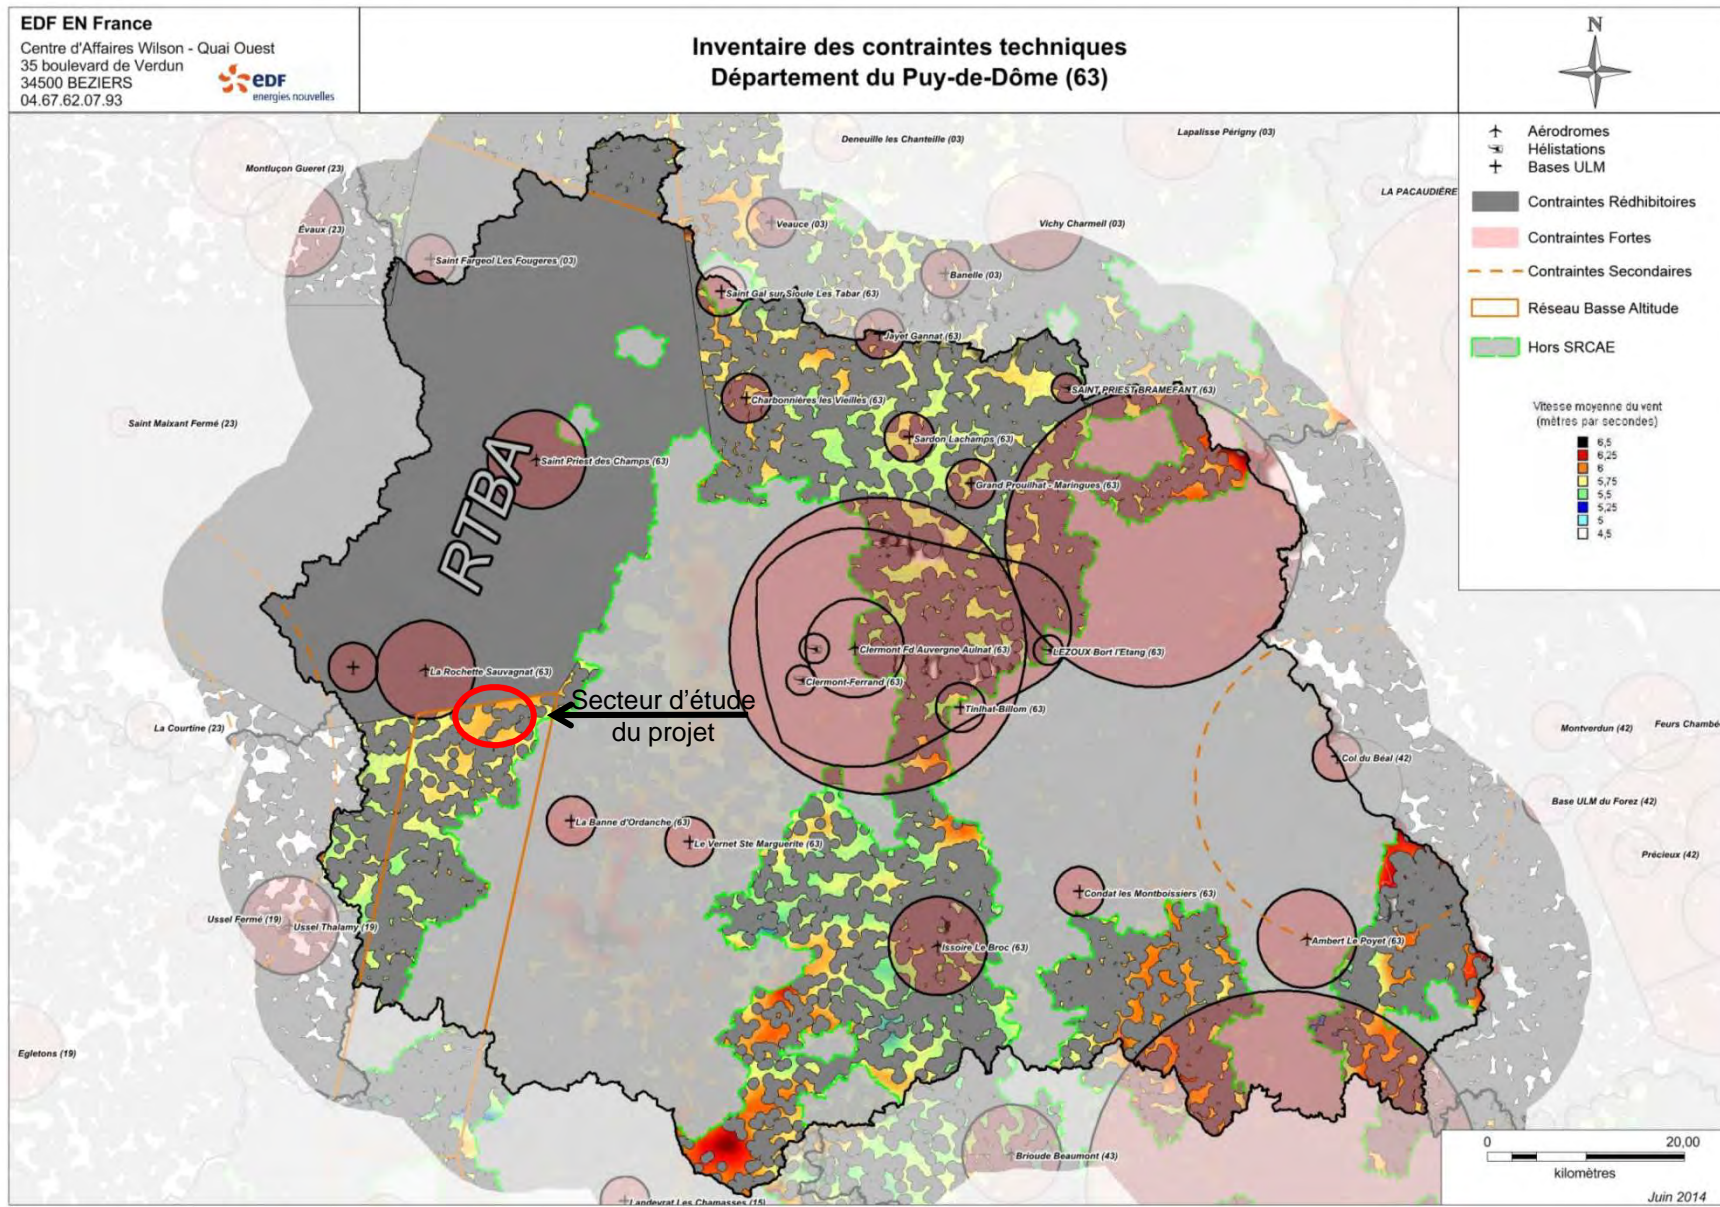 EDF EN France
Centre d'Affaires Wilson - Quai Ouest
35 boulevard de Verdun
34500 BEZIERS
04.67.62.07.93
edf
energies nouvelles
Inventaire des contraintes techniques
Département du Puy-de-Dôme (63)
N
Aérodromes
Hélistations
Bases ULM
Contraintes Rédhibitoires
Contraintes Fortes
Contraintes Secondaires
Réseau Basse Altitude
Hors SRCAE
Vitesse moyenne du vent
(mètres par secondes)
6,5
6,25
6
5,75
5,5
5,25
5
4,5
Deneuille les Chanteille (03)
Lapalisse Périgny (03)
Montluçon Gueret (23)
LA PACAUDIÈRE
Évaux (23)
Veauce (03)
Vichy Charmeil (03)
Saint Fargeol Les Fougeres (03)
Banelle (03)
Saint Gal sur Sioule Les Tabar (63)
Jayet Gannat (63)
SAINT PRIEST BRAMEFANT (63)
Charbonnières les Vieilles (63)
Saint Maixant Fermé (23)
Sardon Lachamps (63)
Saint Priest des Champs (63)
Grand Prouilhat - Maringues (63)
RTBA
Clermont Fd Auvergne Aulnat (63)
LEZOUX Bort l'Etang (63)
La Rochette Sauvagnat (63)
Clermont-Ferrand (63)
Secteur d'étude
du projet
Tinlhat-Billom (63)
La Courtine (23)
Montverdun (42)
Feurs Chambé
Col du Béal (42)
Base ULM du Forez (42)
La Banne d'Ordanche (63)
Le Vernet Ste Marguerite (63)
Précieux (42)
Condat les Montboissiers (63)
Ussel Fermé (19)
Ussel Thalamy (19)
Issoire Le Broc (63)
Ambert Le Poyet (63)
Egletons (19)
Brioude Beaumont (43)
Landeyrat Les Chamasses (15)
0
20,00
kilomètres
Juin 2014